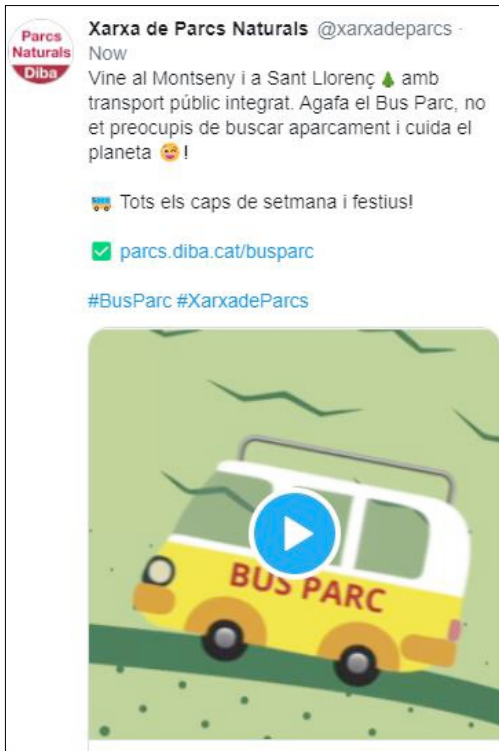 Parcs
Naturals
Diba
Xarxa de Parcs Naturals @xarxadeparcs ·
Now
Vine al Montseny i a Sant Llorenç 🌲 amb
transport públic integrat. Agafa el Bus Parc, no
et preocupis de buscar aparcament i cuida el
planeta 😜!
🚌 Tots els caps de setmana i festius!
✅ parcs.diba.cat/busparc
#BusParc #XarxadeParcs
BUS PARC